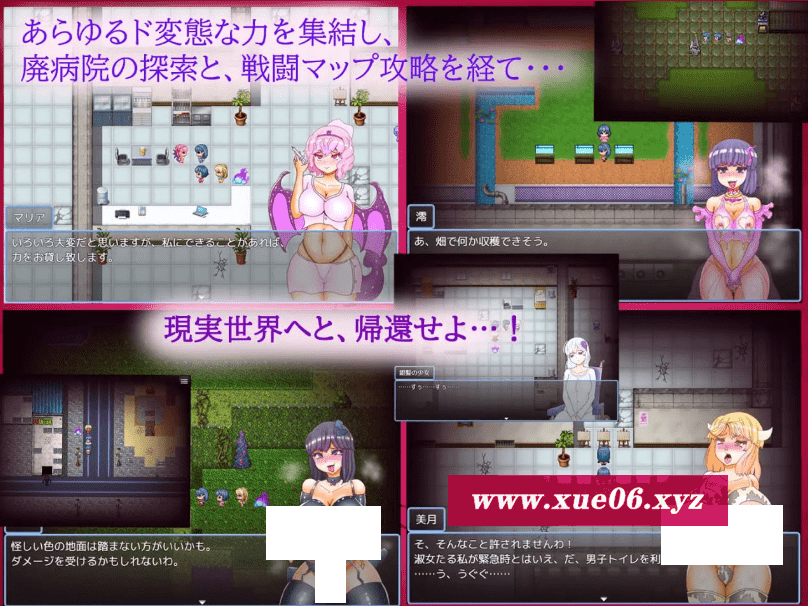 あらゆるド変態な力を集結し、
廃病院の探索と、戦闘マップ攻略を経て・・・
マリア
いろいろ大変だと思いますが、私にできることがあれば、
力をお貸し致します。
澪
あ、畑で何か収穫できそう。
現実世界へと、帰還せよ…！
銀髪の少女
……すぅ……すぅ……
怪しい色の地面は踏まない方がいいかも。
ダメージを受けるかもしれないわ。
www.xue06.xyz
美月
そ、そんなこと許されませんわ！
淑女たる私が緊急時とはいえ、だ、男子トイレを利
……う、うぐぐ……